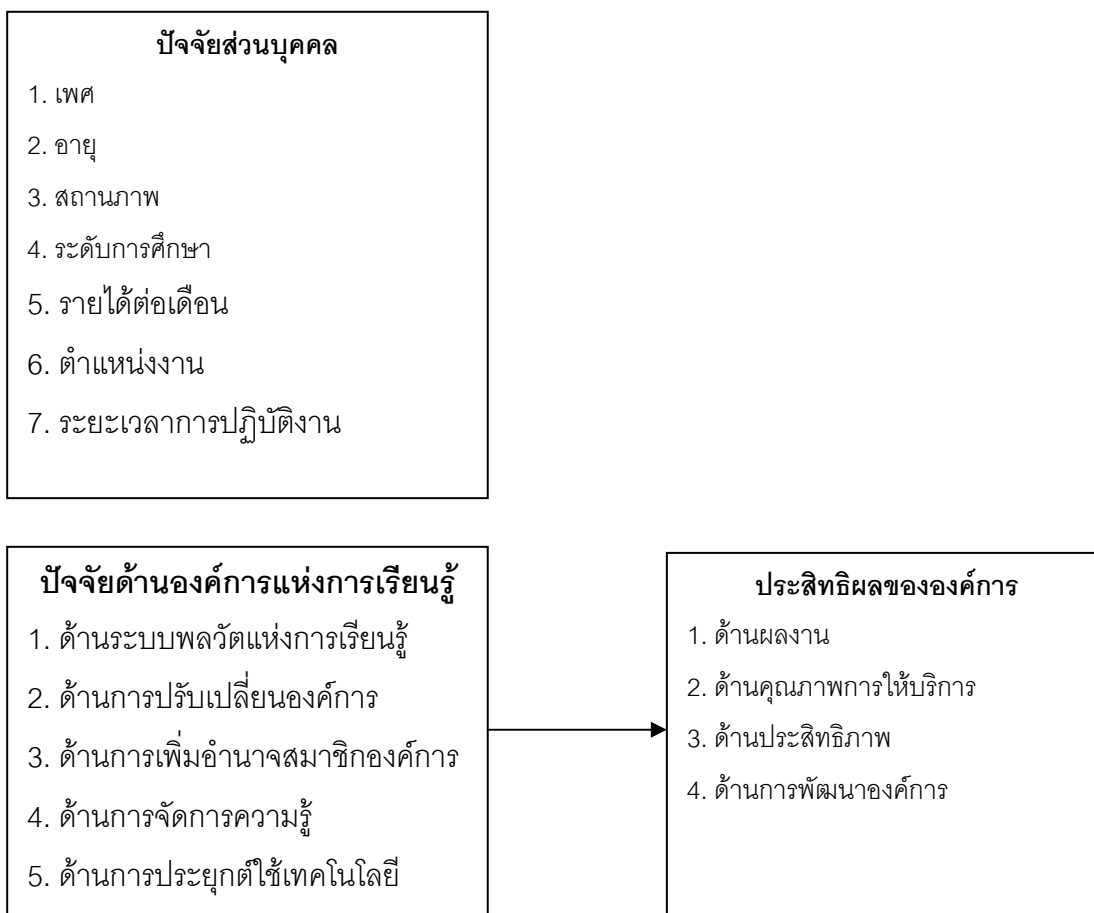 ปัจจัยส่วนบุคคล
1. เพศ
2. อายุ
3. สถานภาพ
4. ระดับการศึกษา
5. รายได้ต่อเดือน
6. ตำแหน่งงาน
7. ระยะเวลาการปฏิบัติงาน
ปัจจัยด้านองค์การแห่งการเรียนรู้
1. ด้านระบบพลวัตแห่งการเรียนรู้
2. ด้านการปรับเปลี่ยนองค์การ
3. ด้านการเพิ่มอำนาจสมาชิกองค์การ
4. ด้านการจัดการความรู้
5. ด้านการประยุกต์ใช้เทคโนโลยี
ประสิทธิผลขององค์การ
1. ด้านผลงาน
2. ด้านคุณภาพการให้บริการ
3. ด้านประสิทธิภาพ
4. ด้านการพัฒนาองค์การ